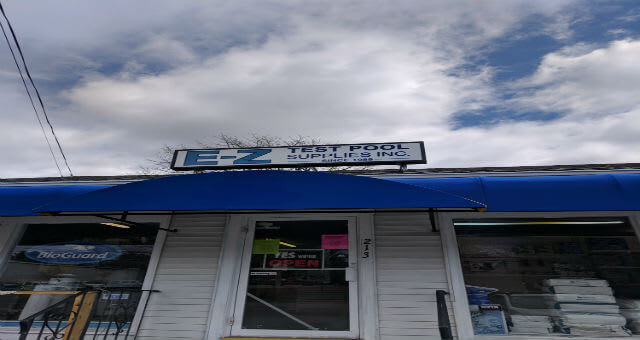 E-Z TEST POOL
SUPPLIES INC.
BioGuard
YES WE'RE
OPEN
213